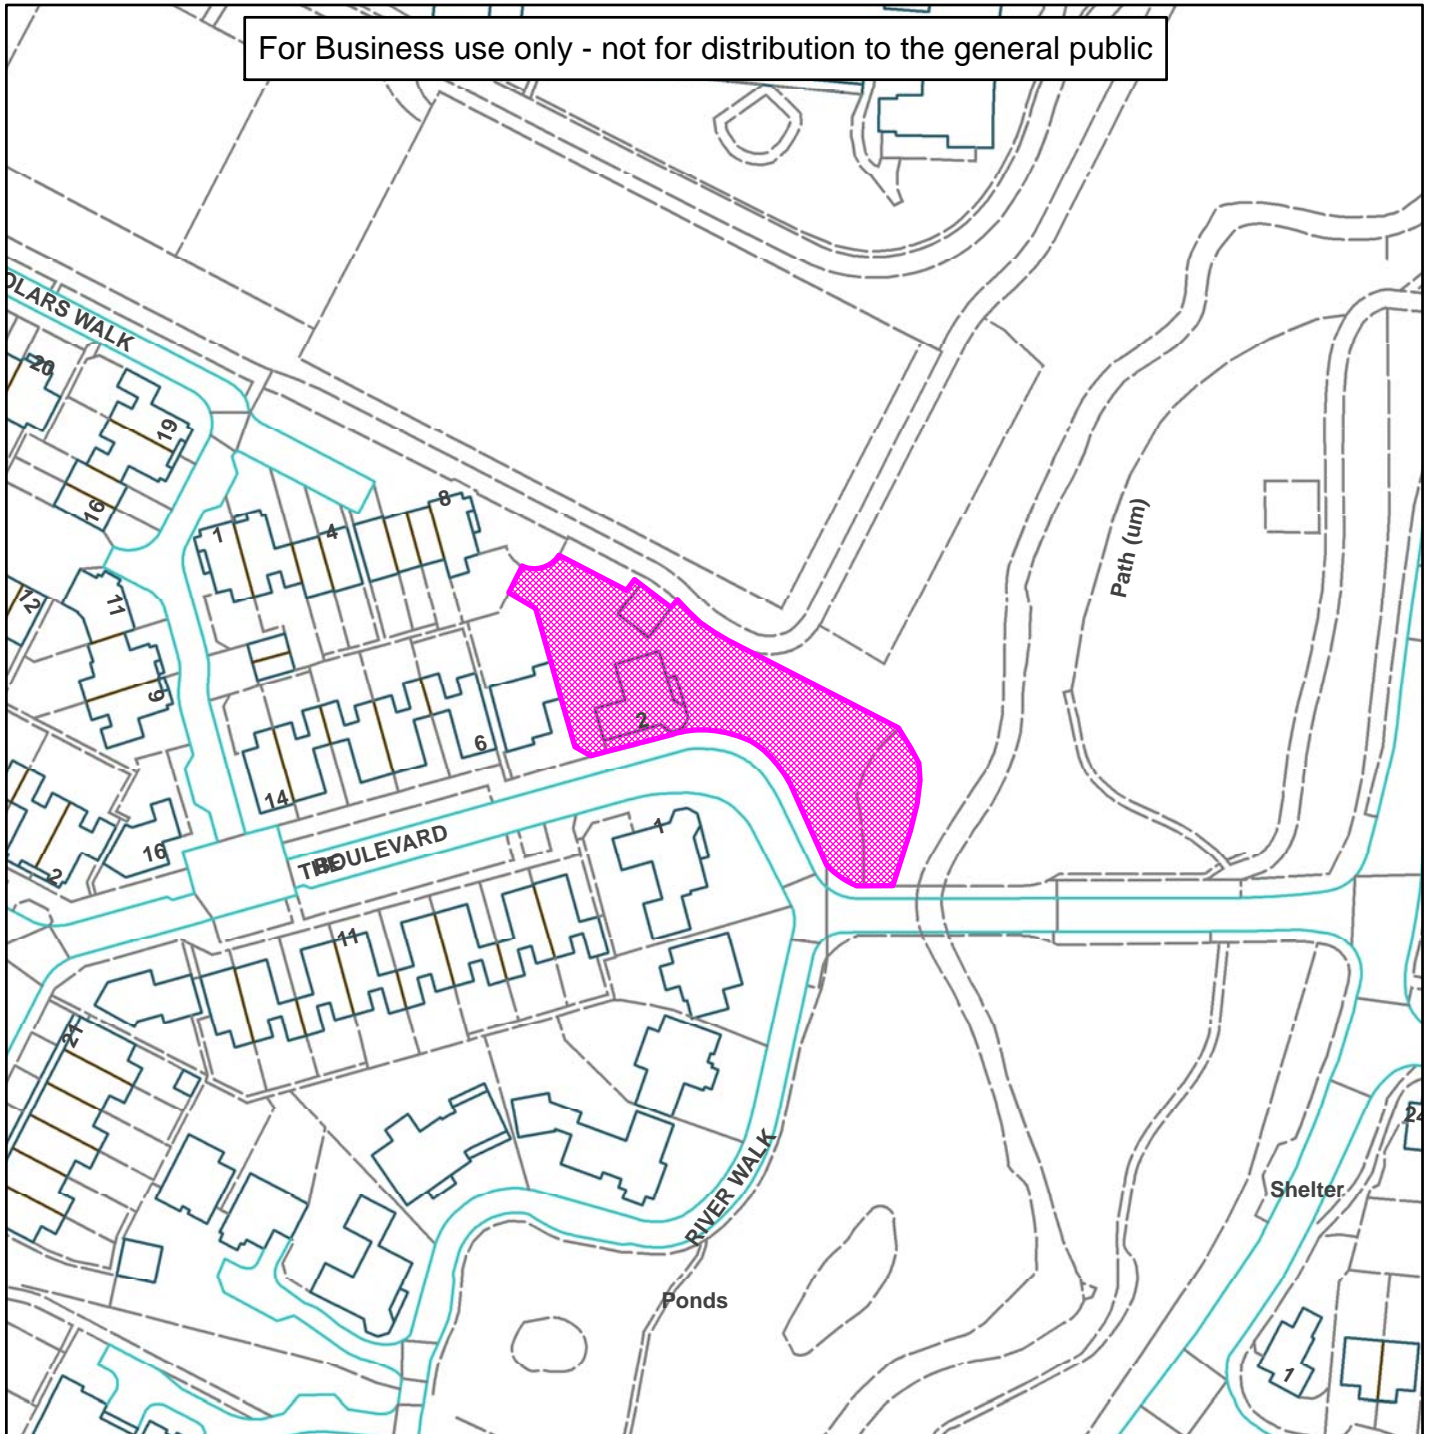 For Business use only - not for distribution to the general public
OLARS WALK
20
19
16
8
1
4
12
11
9
Path (um)
2
6
14
THE BOULEVARD
1
16
2
11
21
RIVER WALK
24
Shelter
Ponds
1